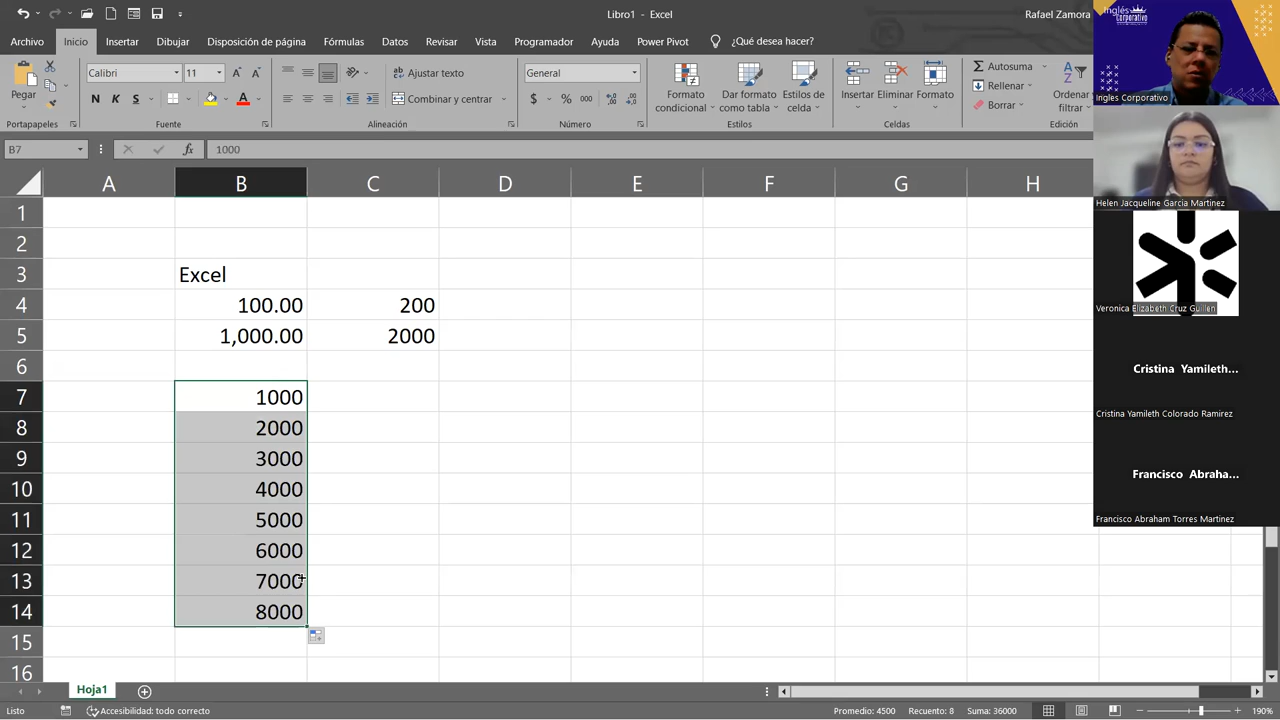 Libro1 - Excel
Rafael Zamora
Archivo Inicio Insertar Dibujar Disposición de página Fórmulas Datos Revisar Vista Programador Ayuda Power Pivot ¿Qué desea hacer?
Pegar
Portapapeles
Calibri 11
N K S
Fuente
Ajustar texto
Combinar y centrar
Alineación
General
$ % 000
Número
Formato condicional
Dar formato como tabla
Estilos de celda
Estilos
Insertar Eliminar Formato
Celdas
Autosuma
Rellenar
Borrar
Ordenar filtrar
Edición
B7 fx 1000
A B C D E F G H
1
2
3 Excel
4 100.00 200
5 1,000.00 2000
6
7 1000
8 2000
9 3000
10 4000
11 5000
12 6000
13 7000
14 8000
15
16
Hoja1
Listo Accesibilidad: todo correcto Promedio: 4500 Recuento: 8 Suma: 36000 190%
Inglés Corporativo
Ingles Corporativo
Helen Jacqueline Garcia Martinez
Veronica Elizabeth Cruz Guillen
Cristina Yamileth...
Cristina Yamileth Colorado Ramirez
Francisco Abraha...
Francisco Abraham Torres Martinez